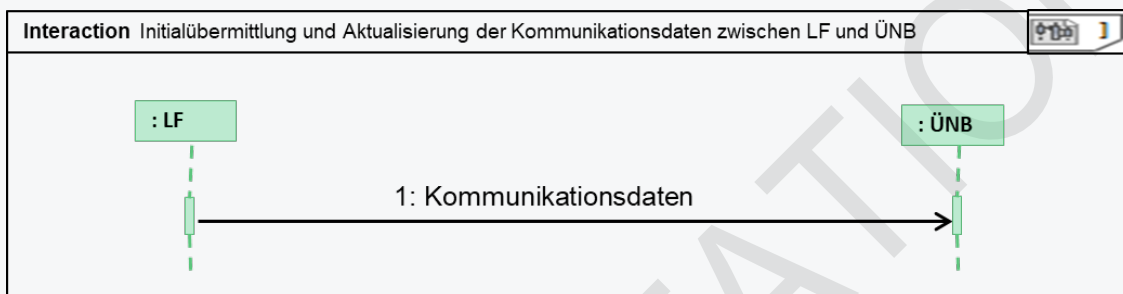 Interaction Initialübermittlung und Aktualisierung der Kommunikationsdaten zwischen LF und ÜNB
: LF
: ÜNB
1: Kommunikationsdaten